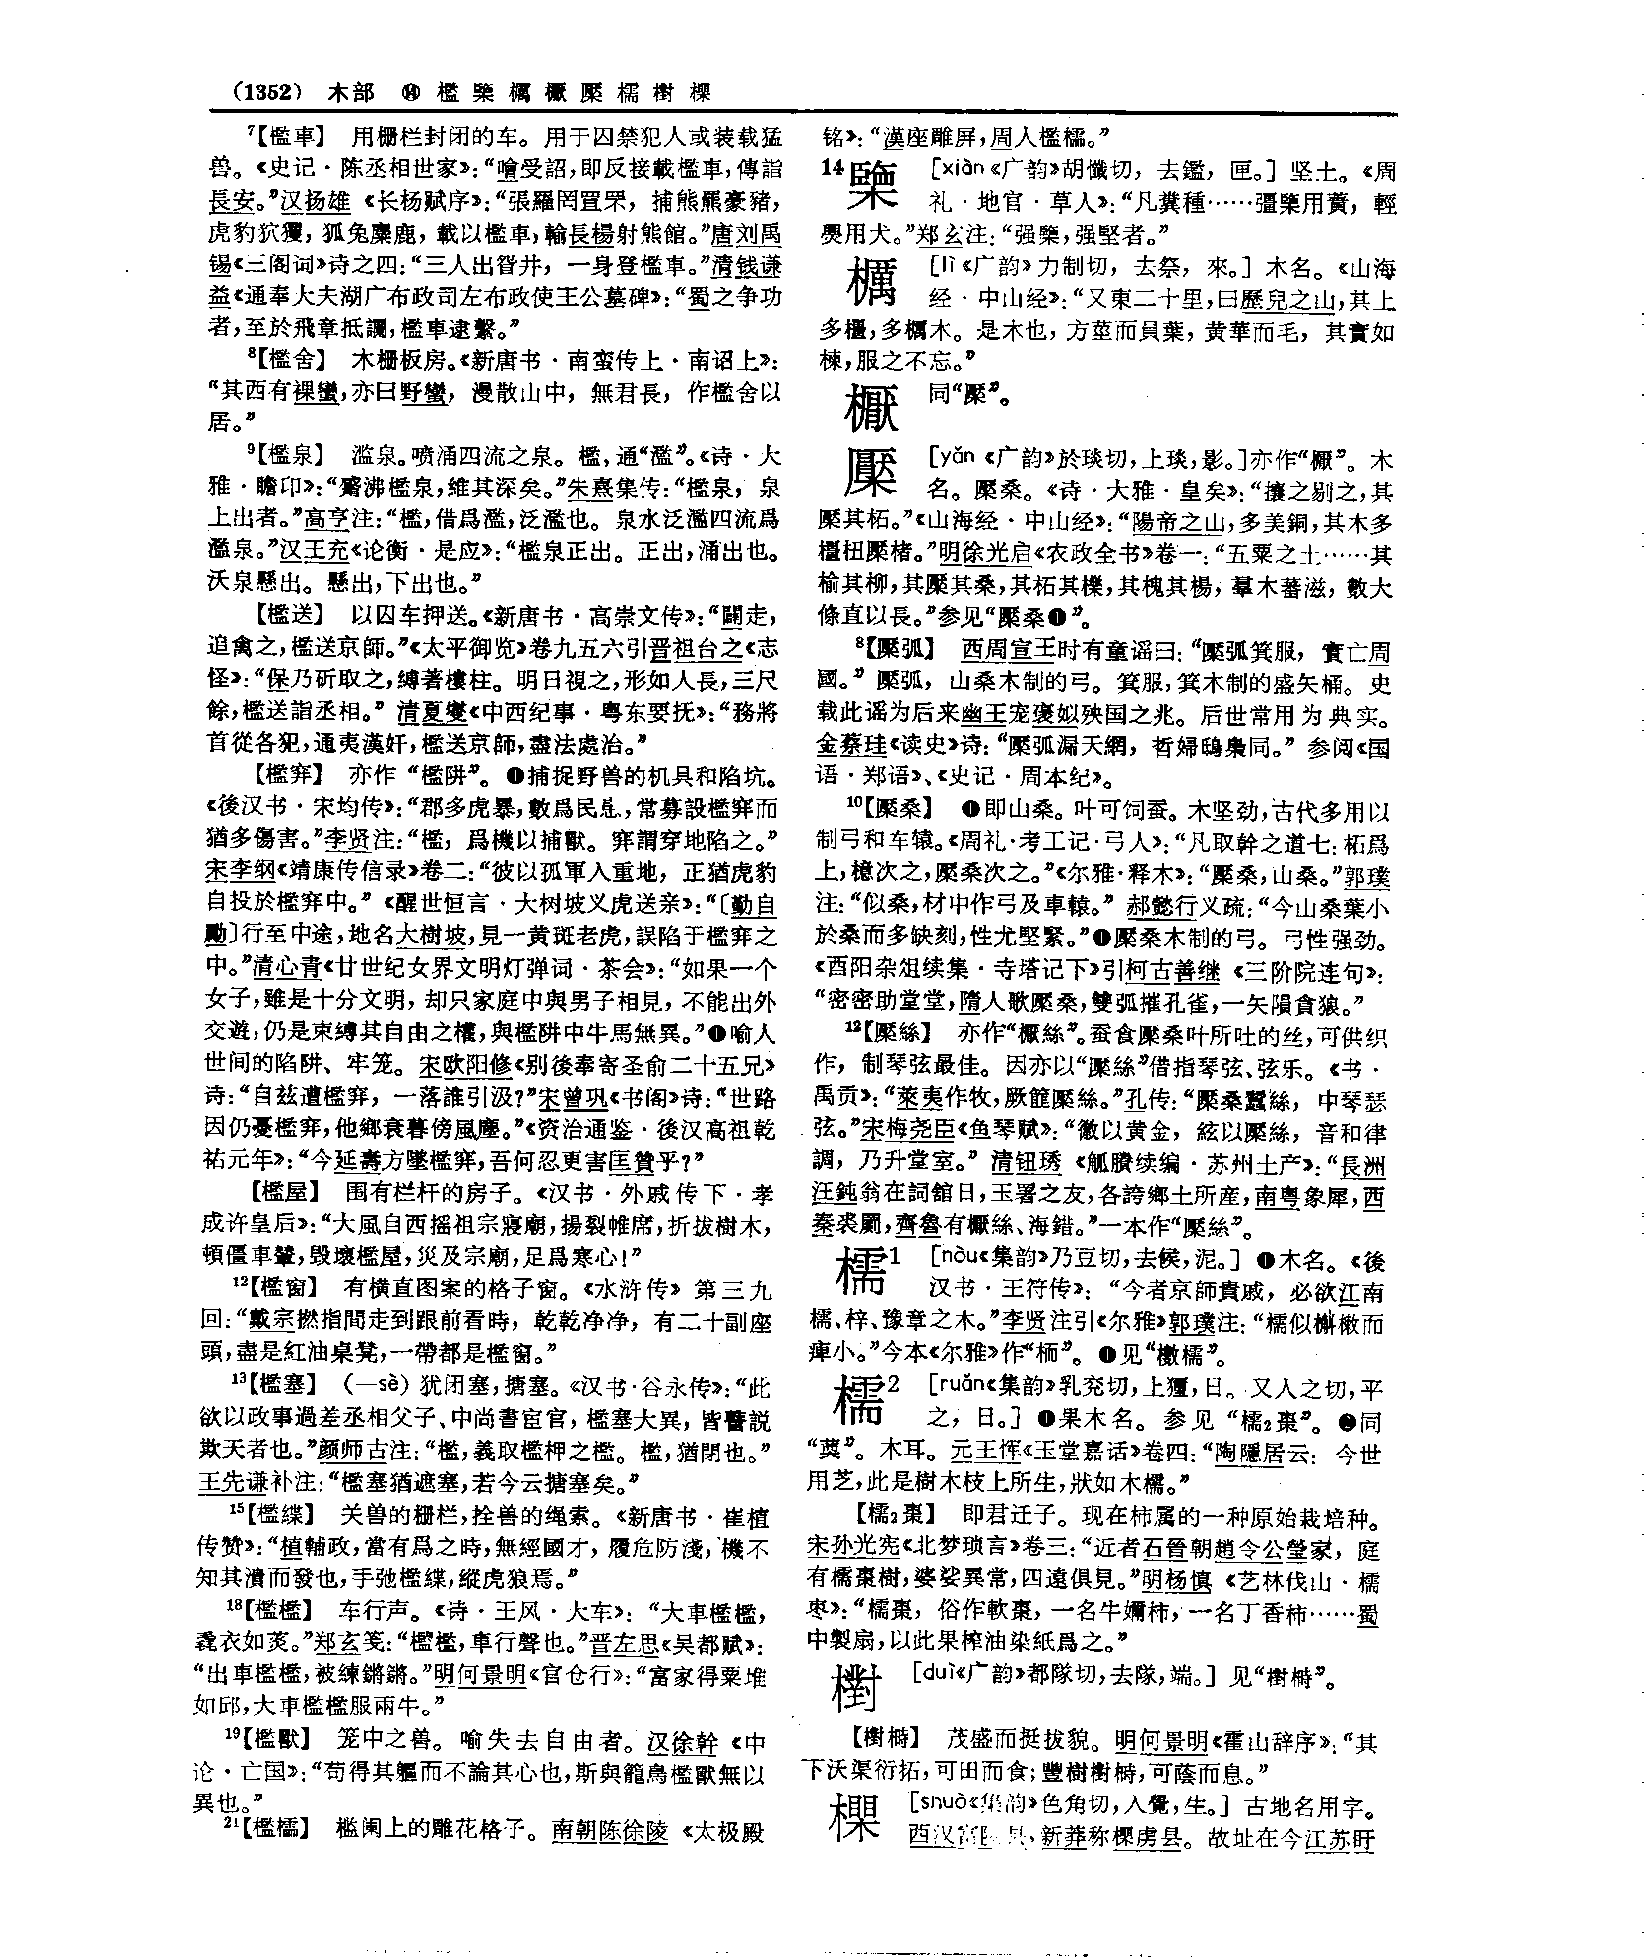 （1352） 木部 ⑭ 檻 檃 櫔 檿 檽 檽 樹 樏
⁷【檻車】 用栅栏封闭的车。用于囚禁犯人或装载猛
兽。《史记·陈丞相世家》：“噲受詔，即反接載檻車，傳詣
長安。”汉扬雄《长杨赋序》：“張羅罔罝罘，捕熊羆豪豬，
虎豹狖玃，狐兔麋鹿，載以檻車，輸長楊射熊館。”唐刘禹
锡《三阁词》诗之四：“三人出眢井，一身登檻車。”清钱谦
益《通奉大夫湖广布政司左布政使王公墓碑》：“蜀之争功
者，至於飛章抵讕，檻車逮繫。”
⁸【檻舍】 木栅板房。《新唐书·南蛮传上·南诏上》：
“其西有裸蠻，亦曰野蠻，漫散山中，無君長，作檻舍以
居。”
⁹【檻泉】 滥泉。喷涌四流之泉。檻，通“濫”。《诗·大
雅·瞻卬》：“觱沸檻泉，維其深矣。”朱熹集传：“檻泉，泉
上出者。”高亨注：“檻，借爲濫，泛濫也。泉水泛濫四流爲
濫泉。”汉王充《论衡·是应》：“檻泉正出。正出，涌出也。
沃泉懸出。懸出，下出也。”
【檻送】 以囚车押送。《新唐书·高崇文传》：“闢走，
追禽之，檻送京師。”《太平御览》卷九五六引晋祖台之《志
怪》：“保乃斫取之，縛著樓柱。明日視之，形如人長，三尺
餘，檻送詣丞相。”清夏燮《中西纪事·粤东要抚》：“務將
首從各犯，通夷漢奸，檻送京師，盡法處治。”
【檻穽】 亦作“檻阱”。❶捕捉野兽的机具和陷坑。
《後汉书·宋均传》：“郡多虎暴，數爲民患，常募設檻穽而
猶多傷害。”李贤注：“檻，爲機以捕獸。穽謂穿地陷之。”
宋李纲《靖康传信录》卷二：“彼以孤軍入重地，正猶虎豹
自投於檻穽中。”《醒世恒言·大树坡义虎送亲》：“〔勤自
勵〕行至中途，地名大樹坡，見一黄斑老虎，誤陷于檻穽之
中。”清心青《廿世纪女界文明灯弹词·茶会》：“如果一个
女子，雖是十分文明，却只家庭中與男子相見，不能出外
交遊，仍是束縛其自由之權，與檻阱中牛馬無異。”❷喻人
世间的陷阱、牢笼。宋欧阳修《别後奉寄圣俞二十五兄》
诗：“自兹遭檻穽，一落誰引汲？”宋曾巩《书阁》诗：“世路
因仍憂檻穽，他鄉衰暮傍風塵。”《资治通鉴·後汉高祖乾
祐元年》：“今延壽方墜檻穽，吾何忍更害匡贊乎？”
【檻屋】 围有栏杆的房子。《汉书·外戚传下·孝
成许皇后》：“大風自西摇祖宗寢廟，揚裂帷席，折拔樹木，
頓僵車輦，毁壞檻屋，災及宗廟，足爲寒心！”
¹²【檻窗】 有横直图案的格子窗。《水浒传》第三九
回：“戴宗撚指間走到跟前看時，乾乾净净，有二十副座
頭，盡是紅油桌凳，一帶都是檻窗。”
¹³【檻塞】 （—sè）犹闭塞，搪塞。《汉书·谷永传》：“此
欲以政事過差丞相父子、中尚書宦官，檻塞大異，皆瞽説
欺天者也。”颜师古注：“檻，義取檻柙之檻。檻，猶閉也。”
王先谦补注：“檻塞猶遮塞，若今云搪塞矣。”
¹⁵【檻緤】 关兽的栅栏，拴兽的绳索。《新唐书·崔植
传赞》：“植輔政，當有爲之時，無經國才，履危防淺，機不
知其潰而發也，手弛檻緤，縱虎狼焉。”
¹⁸【檻檻】 车行声。《诗·王风·大车》：“大車檻檻，
毳衣如菼。”郑玄笺：“檻檻，車行聲也。”晋左思《吴都赋》：
“出車檻檻，被練鏘鏘。”明何景明《官仓行》：“富家得粟堆
如邱，大車檻檻服兩牛。”
¹⁹【檻獸】 笼中之兽。喻失去自由者。汉徐幹《中
论·亡国》：“苟得其軀而不論其心也，斯與籠鳥檻獸無以
異也。”
²¹【檻櫺】 槛阑上的雕花格子。南朝陈徐陵《太极殿
铭》：“漢座雕屏，周人檻櫺。”
14 壏 [xiàn《广韵》胡懺切，去鑑，匣。] 坚土。《周
礼·地官·草人》：“凡糞種……彊㯺用蕡，輕
㷰用犬。”郑玄注：“强㯺，强堅者。”
櫔 [lì《广韵》力制切，去祭，來。] 木名。《山海
经·中山经》：“又東二十里，曰歷兒之山，其上
多橿，多櫔木。是木也，方莖而員葉，黄華而毛，其實如
楝，服之不忘。”
㯼 同“檿”。
檿 [yǎn《广韵》於琰切，上琰，影。]亦作“㯼”。木
名。檿桑。《诗·大雅·皇矣》：“攘之剔之，其
檿其柘。”《山海经·中山经》：“陽帝之山，多美銅，其木多
橿杻檿楮。”明徐光启《农政全书》卷一：“五粟之土……其
榆其柳，其檿其桑，其柘其櫟，其槐其楊，羣木蕃滋，數大
條直以長。”参见“檿桑❶”。
⁸【檿弧】 西周宣王时有童谣曰：“檿弧箕服，實亡周
國。”檿弧，山桑木制的弓。箕服，箕木制的盛矢桶。史
载此谣为后来幽王宠褒姒殃国之兆。后世常用为典实。
金蔡珪《读史》诗：“檿弧漏天網，哲婦鴟梟同。”参阅《国
语·郑语》、《史记·周本纪》。
¹⁰【檿桑】 ❶即山桑。叶可饲蚕。木坚劲，古代多用以
制弓和车辕。《周礼·考工记·弓人》：“凡取幹之道七：柘爲
上，檍次之，檿桑次之。”《尔雅·释木》：“檿桑，山桑。”郭璞
注：“似桑，材中作弓及車轅。”郝懿行义疏：“今山桑葉小
於桑而多缺刻，性尤堅緊。”❷檿桑木制的弓。弓性强劲。
《酉阳杂俎续集·寺塔记下》引柯古善继《三阶院连句》：
“密密助堂堂，隋人歌檿桑，雙弧摧孔雀，一矢隕貪狼。”
¹²【檿絲】 亦作“㯼絲”。蚕食檿桑叶所吐的丝，可供织
作，制琴弦最佳。因亦以“檿絲”借指琴弦、弦乐。《书·
禹贡》：“萊夷作牧，厥篚檿絲。”孔传：“檿桑蠶絲，中琴瑟
弦。”宋梅尧臣《鱼琴赋》：“徽以黄金，絃以檿絲，音和律
調，乃升堂室。”清钮琇《觚賸续编·苏州土产》：“長洲
汪鈍翁在詞館日，玉署之友，各誇鄉土所産，南粤象犀，西
秦裘罽，齊魯有㯼絲、海錯。”一本作“檿絲”。
檽1 [nòu《集韵》乃豆切，去候，泥。] ❶木名。《後
汉书·王符传》：“今者京師貴戚，必欲江南
檽、梓、豫章之木。”李贤注引《尔雅》郭璞注：“檽似槲樕而
庳小。”今本《尔雅》作“栭”。❷见“檄檽”。
檽2 [ruǎn《集韵》乳兖切，上獮，日。又人之切，平
之，日。] ❶果木名。参见“檽₂棗”。❷同
“䓴”。木耳。元王恽《玉堂嘉话》卷四：“陶隱居云：今世
用芝，此是樹木枝上所生，狀如木檽。”
【檽₂棗】 即君迁子。现在柿属的一种原始栽培种。
宋孙光宪《北梦琐言》卷三：“近者石晉朝趙令公瑩家，庭
有檽棗樹，婆娑異常，四遠俱見。”明杨慎《艺林伐山·檽
枣》：“檽棗，俗作軟棗，一名牛嬭柿，一名丁香柿……蜀
中製扇，以此果榨油染紙爲之。”
㯝 [duì《广韵》都隊切，去隊，端。] 见“㯝㭰”。
【㯝㭰】 茂盛而挺拔貌。明何景明《霍山辞序》：“其
下沃渠衍拓，可田而食；豐樹㯝㭰，可蔭而息。”
[shuò《集韵》色角切，入覺，生。] 古地名用字。
西汉富陵县，新莽称虏县。故址在今江苏盱